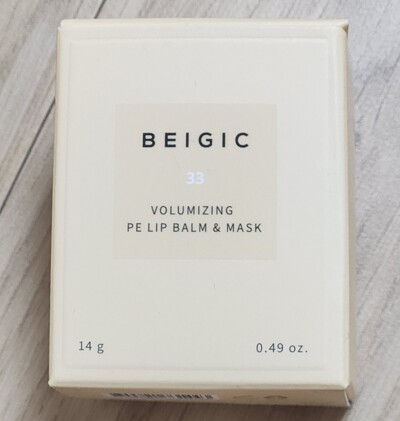 BEIGIC
33
VOLUMIZING
PE LIP BALM & MASK
14 g
0.49 oz.